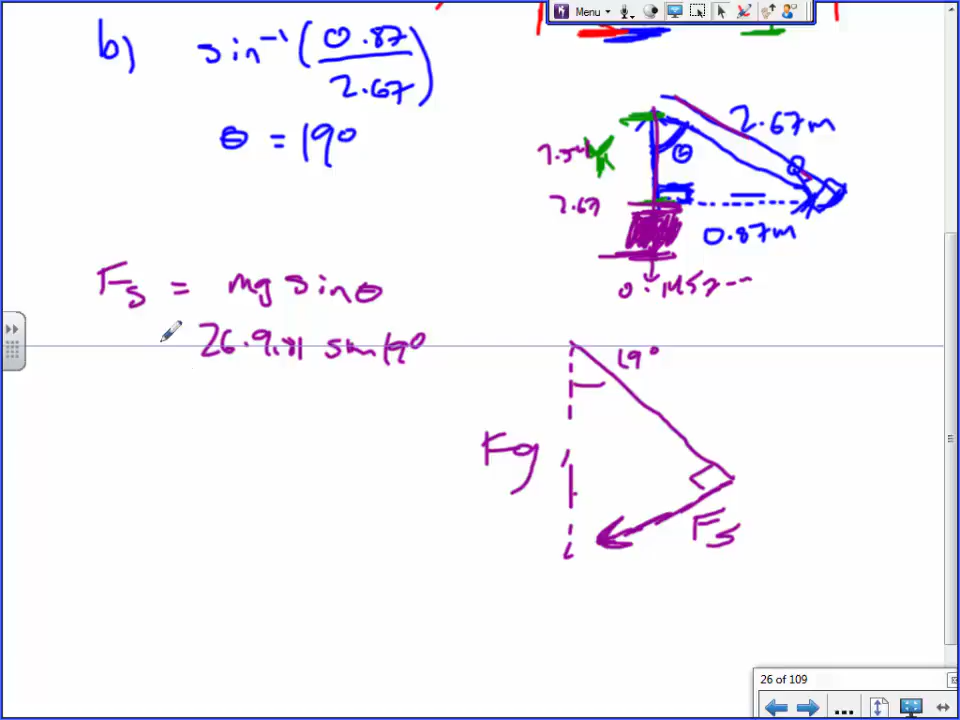 Menu
b) sin⁻¹(0.87/2.67)
θ = 19°
2.67m
θ
2.67
0.87m
Fs = mg sinθ
26.9.81 sin19°
19°
Fg
Fs
26 of 109
...